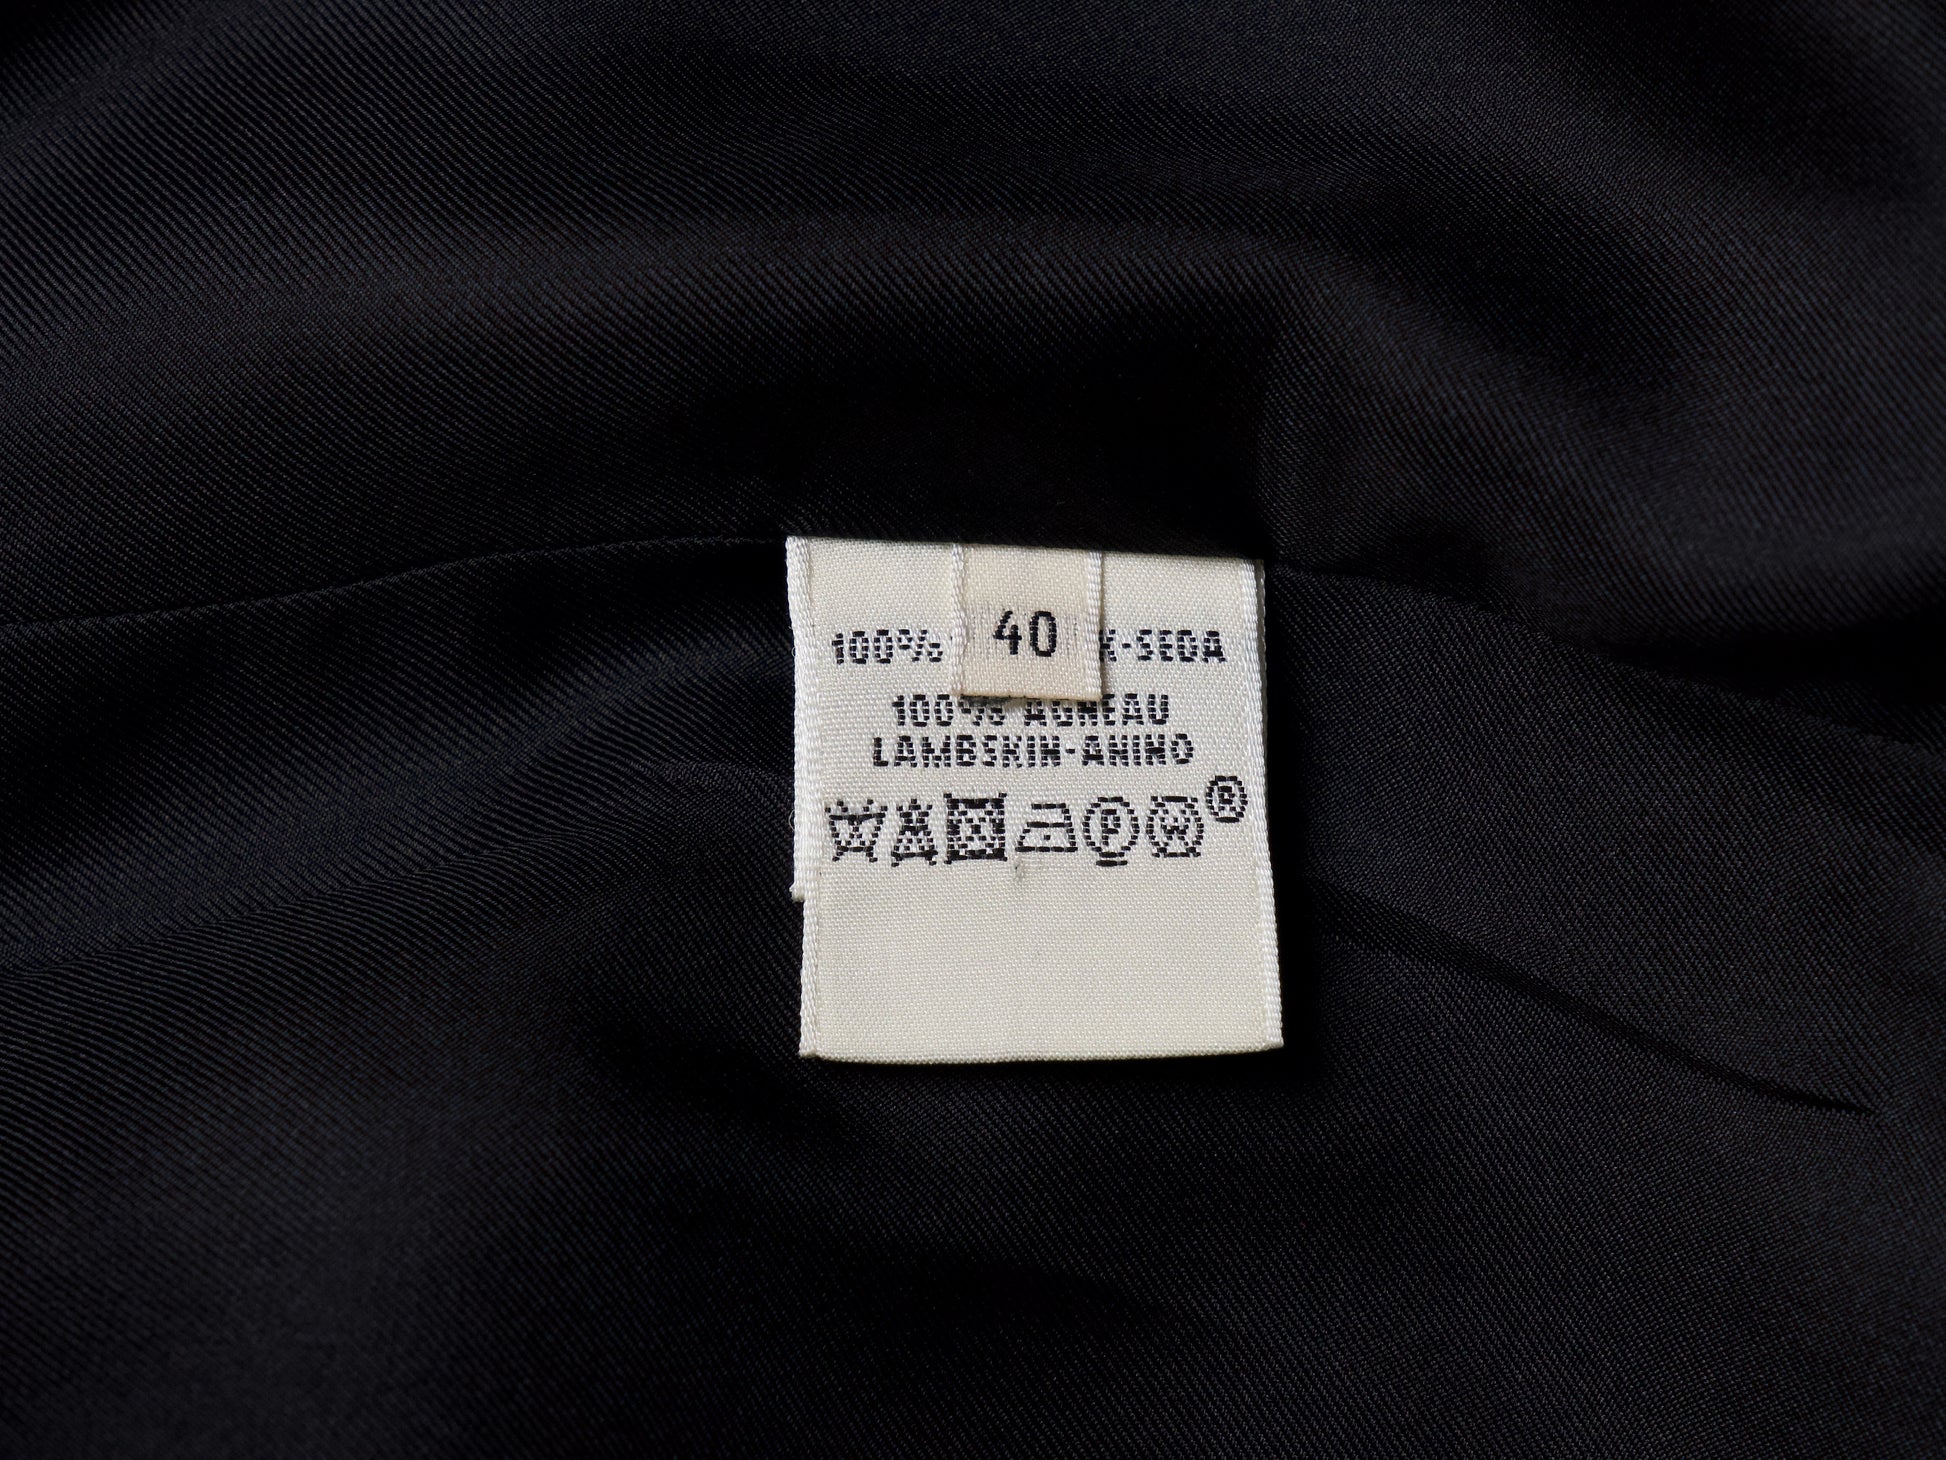 40
100% K-SEDA
100% AGNEAU
LAMBSKIN-ANINO
P W ®